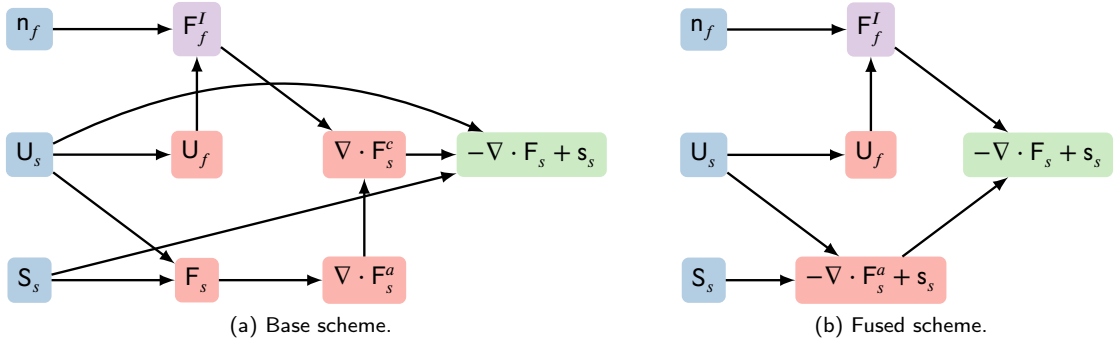 n_f F_f^I
U_s U_f ∇ · F_s^c −∇ · F_s + s_s
S_s F_s ∇ · F_s^a
(a) Base scheme.
n_f F_f^I
U_s U_f −∇ · F_s + s_s
S_s −∇ · F_s^a + s_s
(b) Fused scheme.